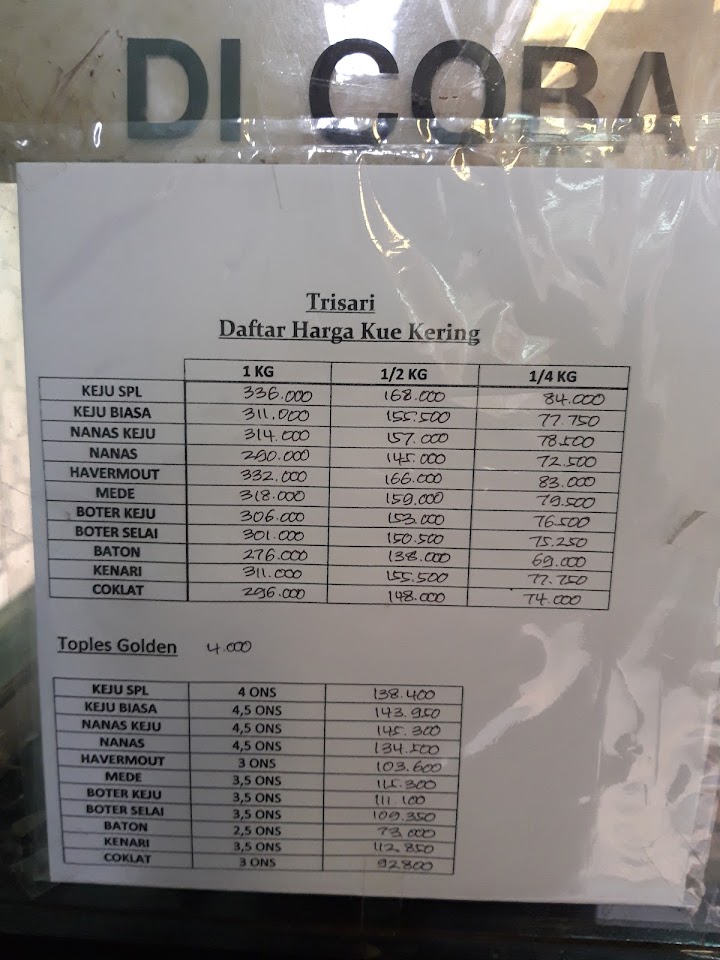 DI COBA
Trisari
Daftar Harga Kue Kering
1 KG 1/2 KG 1/4 KG
KEJU SPL 336.000 168.000 84.000
KEJU BIASA 311.000 155.500 77.750
NANAS KEJU 314.000 157.000 78.500
NANAS 290.000 145.000 72.500
HAVERMOUT 332.000 166.000 83.000
MEDE 318.000 159.000 79.500
BOTER KEJU 306.000 153.000 76.500
BOTER SELAI 301.000 150.500 75.250
BATON 276.000 138.000 69.000
KENARI 311.000 155.500 77.750
COKLAT 296.000 148.000 74.000
Toples Golden 4.000
KEJU SPL 4 ONS 138.400
KEJU BIASA 4,5 ONS 143.950
NANAS KEJU 4,5 ONS 145.300
NANAS 4,5 ONS 134.500
HAVERMOUT 3 ONS 103.600
MEDE 3,5 ONS 115.300
BOTER KEJU 3,5 ONS 111.100
BOTER SELAI 3,5 ONS 109.350
BATON 2,5 ONS 73.000
KENARI 3,5 ONS 112.850
COKLAT 3 ONS 92800